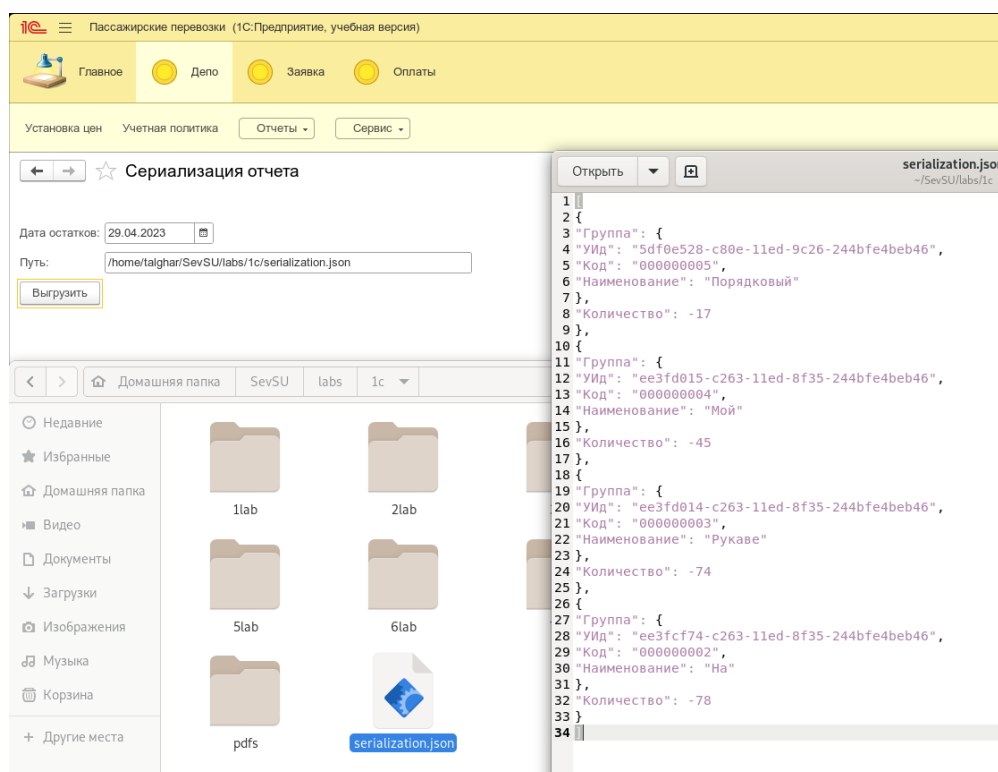 1С Пассажирские перевозки (1С:Предприятие, учебная версия)
Главное Депо Заявка Оплаты
Установка цен Учетная политика Отчеты Сервис
Сериализация отчета
Дата остатков: 29.04.2023
Путь: /home/talghar/SevSU/labs/1c/serialization.json
Выгрузить
Домашняя папка SevSU labs 1c
Недавние
Избранные
Домашняя папка
Видео
Документы
Загрузки
Изображения
Музыка
Корзина
+ Другие места
1lab 2lab
5lab 6lab
pdfs serialization.json
Открыть
serialization.jso
~/SevSU/labs/1c
1 [
2 {
3 "Группа": {
4 "УИд": "5df0e528-c80e-11ed-9c26-244bfe4beb46",
5 "Код": "000000005",
6 "Наименование": "Порядковый"
7 },
8 "Количество": -17
9 },
10 {
11 "Группа": {
12 "УИд": "ee3fd015-c263-11ed-8f35-244bfe4beb46",
13 "Код": "000000004",
14 "Наименование": "Мой"
15 },
16 "Количество": -45
17 },
18 {
19 "Группа": {
20 "УИд": "ee3fd014-c263-11ed-8f35-244bfe4beb46",
21 "Код": "000000003",
22 "Наименование": "Рукаве"
23 },
24 "Количество": -74
25 },
26 {
27 "Группа": {
28 "УИд": "ee3fcf74-c263-11ed-8f35-244bfe4beb46",
29 "Код": "000000002",
30 "Наименование": "На"
31 },
32 "Количество": -78
33 }
34 ]